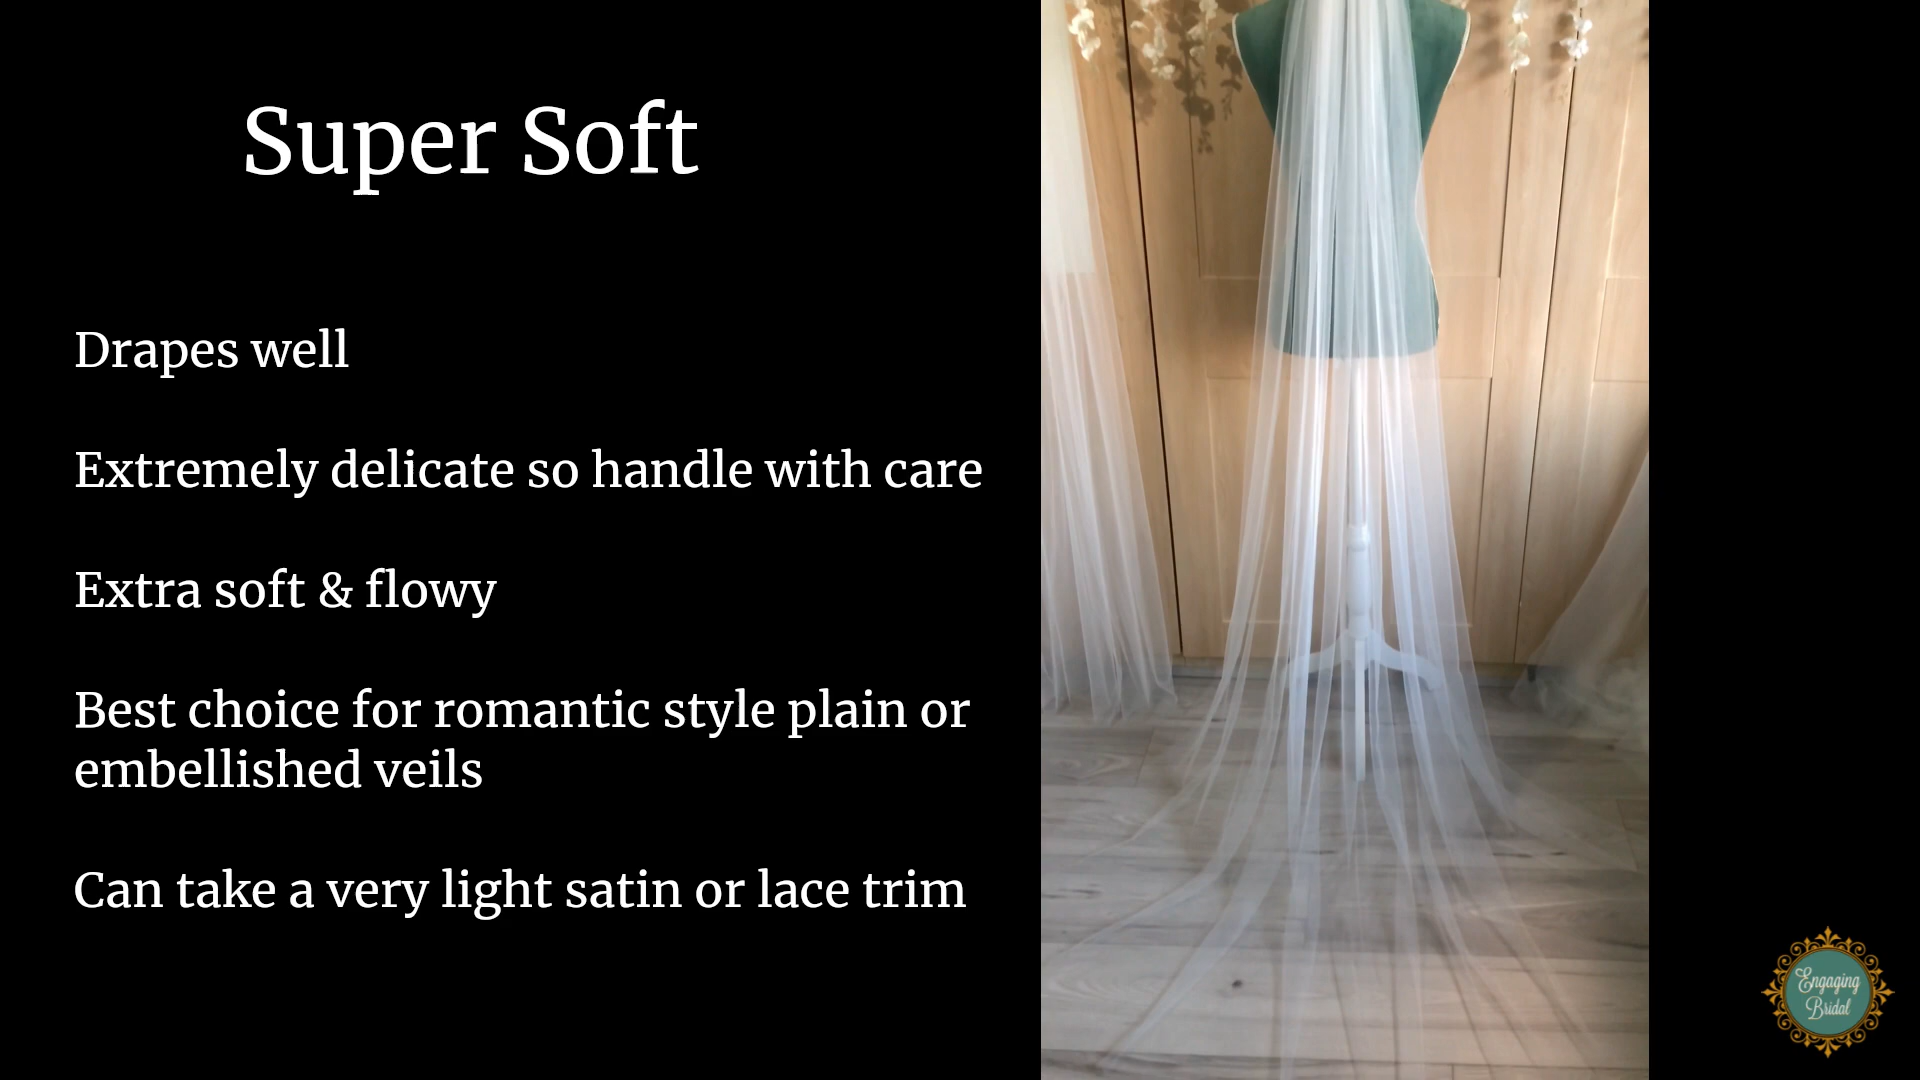 Super Soft
Drapes well
Extremely delicate so handle with care
Extra soft & flowy
Best choice for romantic style plain or
embellished veils
Can take a very light satin or lace trim
Engaging
Bridal